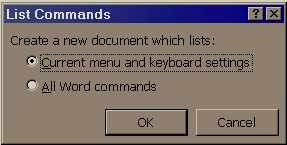 List Commands
Create a new document which lists:
Current menu and keyboard settings
All Word commands
OK Cancel